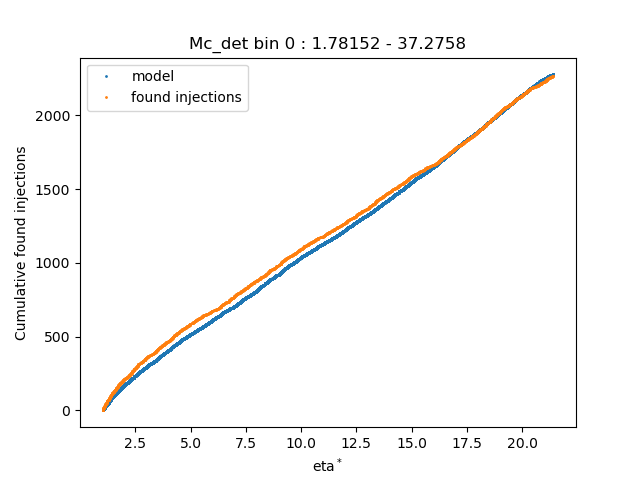 Mc_det bin 0 : 1.78152 - 37.2758
model
found injections
Cumulative found injections
2000
1500
1000
500
0
2.5 5.0 7.5 10.0 12.5 15.0 17.5 20.0
eta*